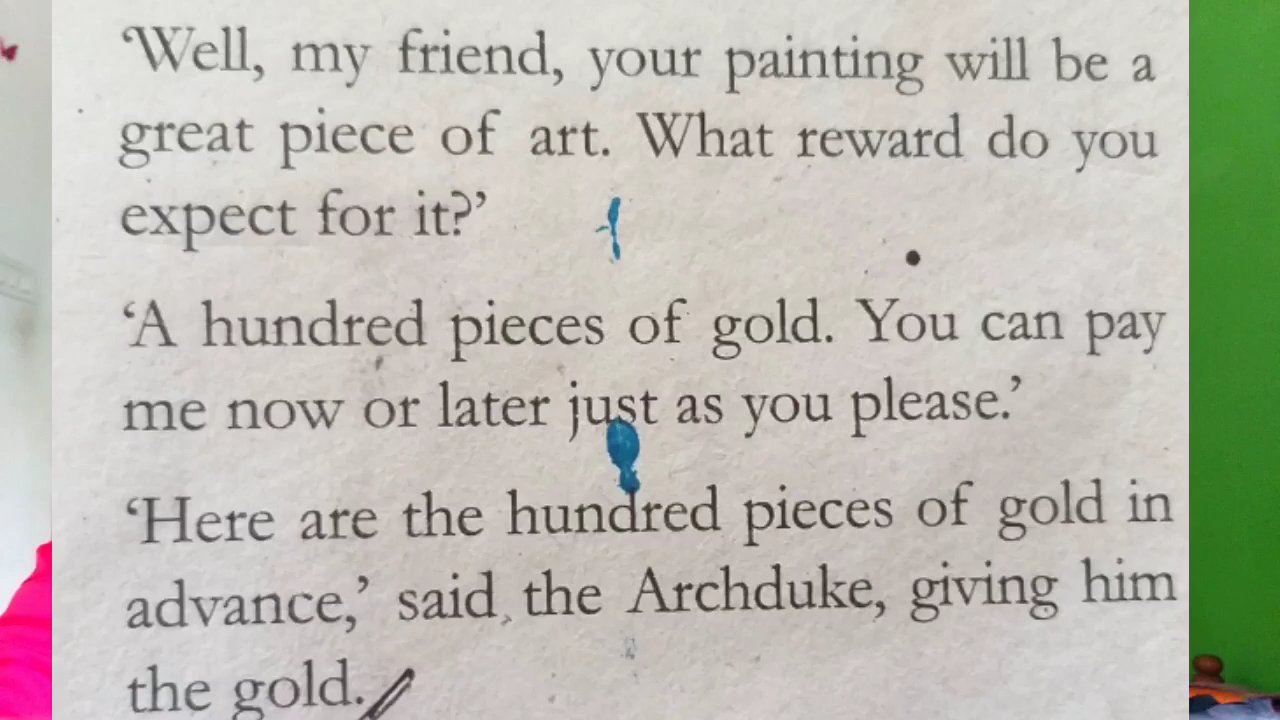 ‘Well, my friend, your painting will be a
great piece of art. What reward do you
expect for it?’
‘A hundred pieces of gold. You can pay
me now or later just as you please.’
‘Here are the hundred pieces of gold in
advance,’ said the Archduke, giving him
the gold.